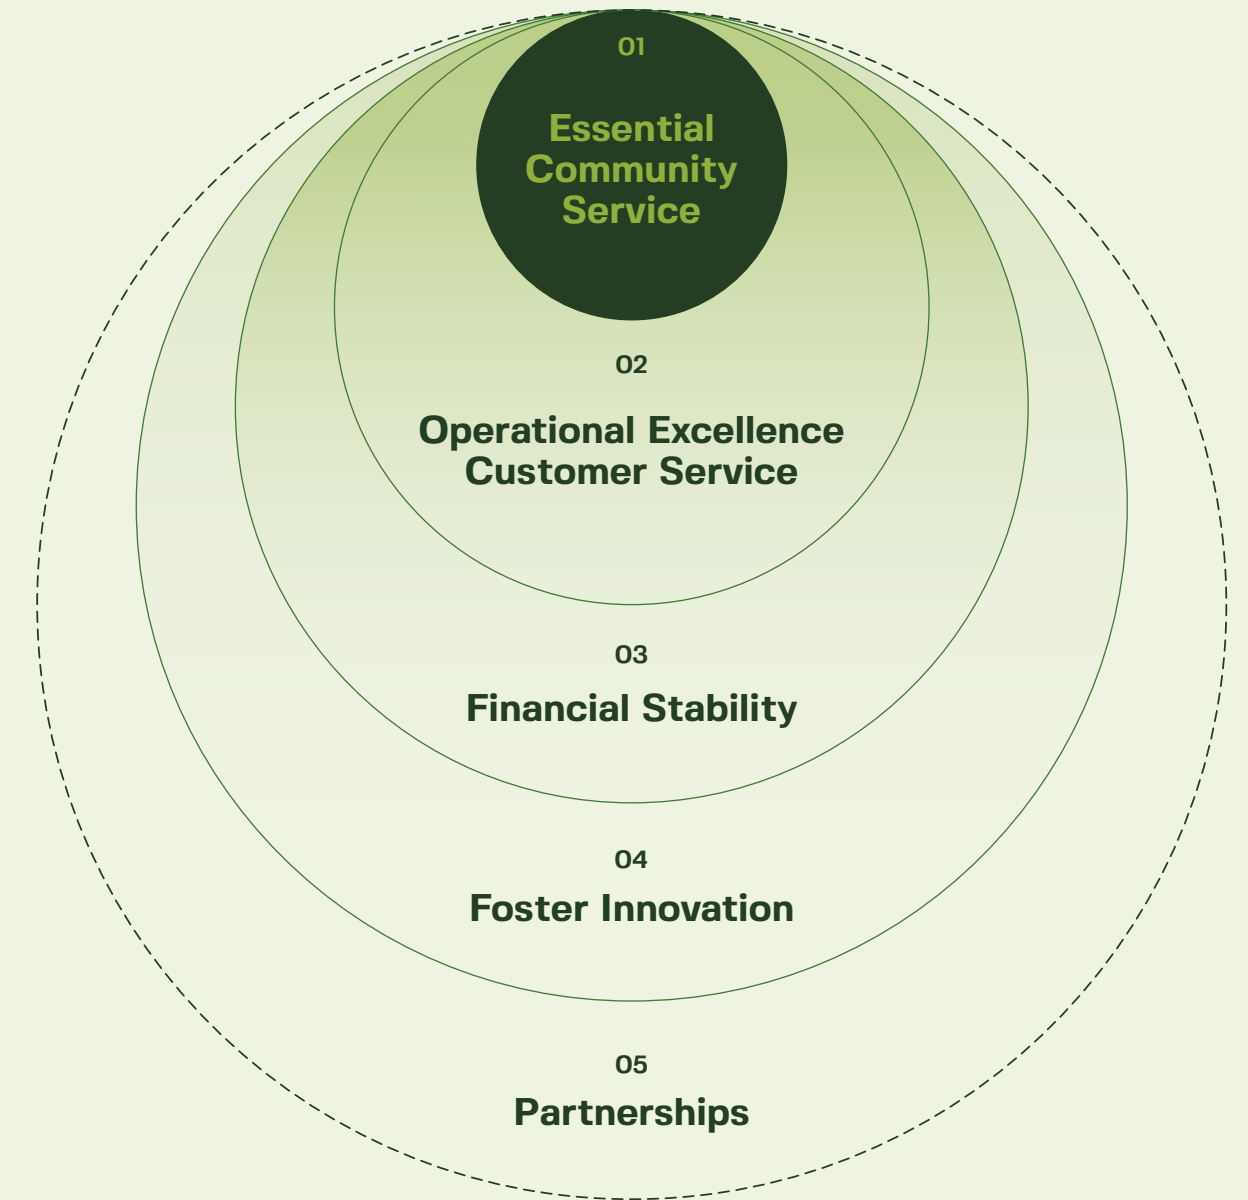 01
Essential
Community
Service
02
Operational Excellence
Customer Service
03
Financial Stability
04
Foster Innovation
05
Partnerships